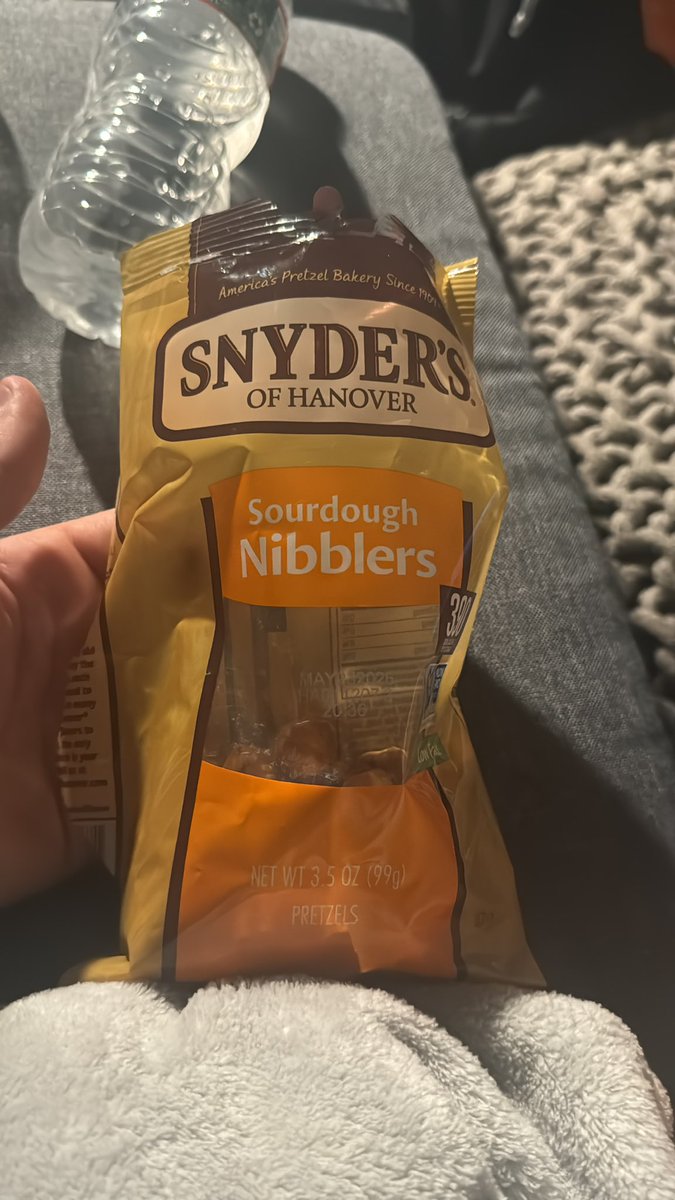 America's Pretzel Bakery Since 1909
SNYDER'S
OF HANOVER
Sourdough
Nibblers
NET WT 3.5 OZ (99g)
PRETZELS